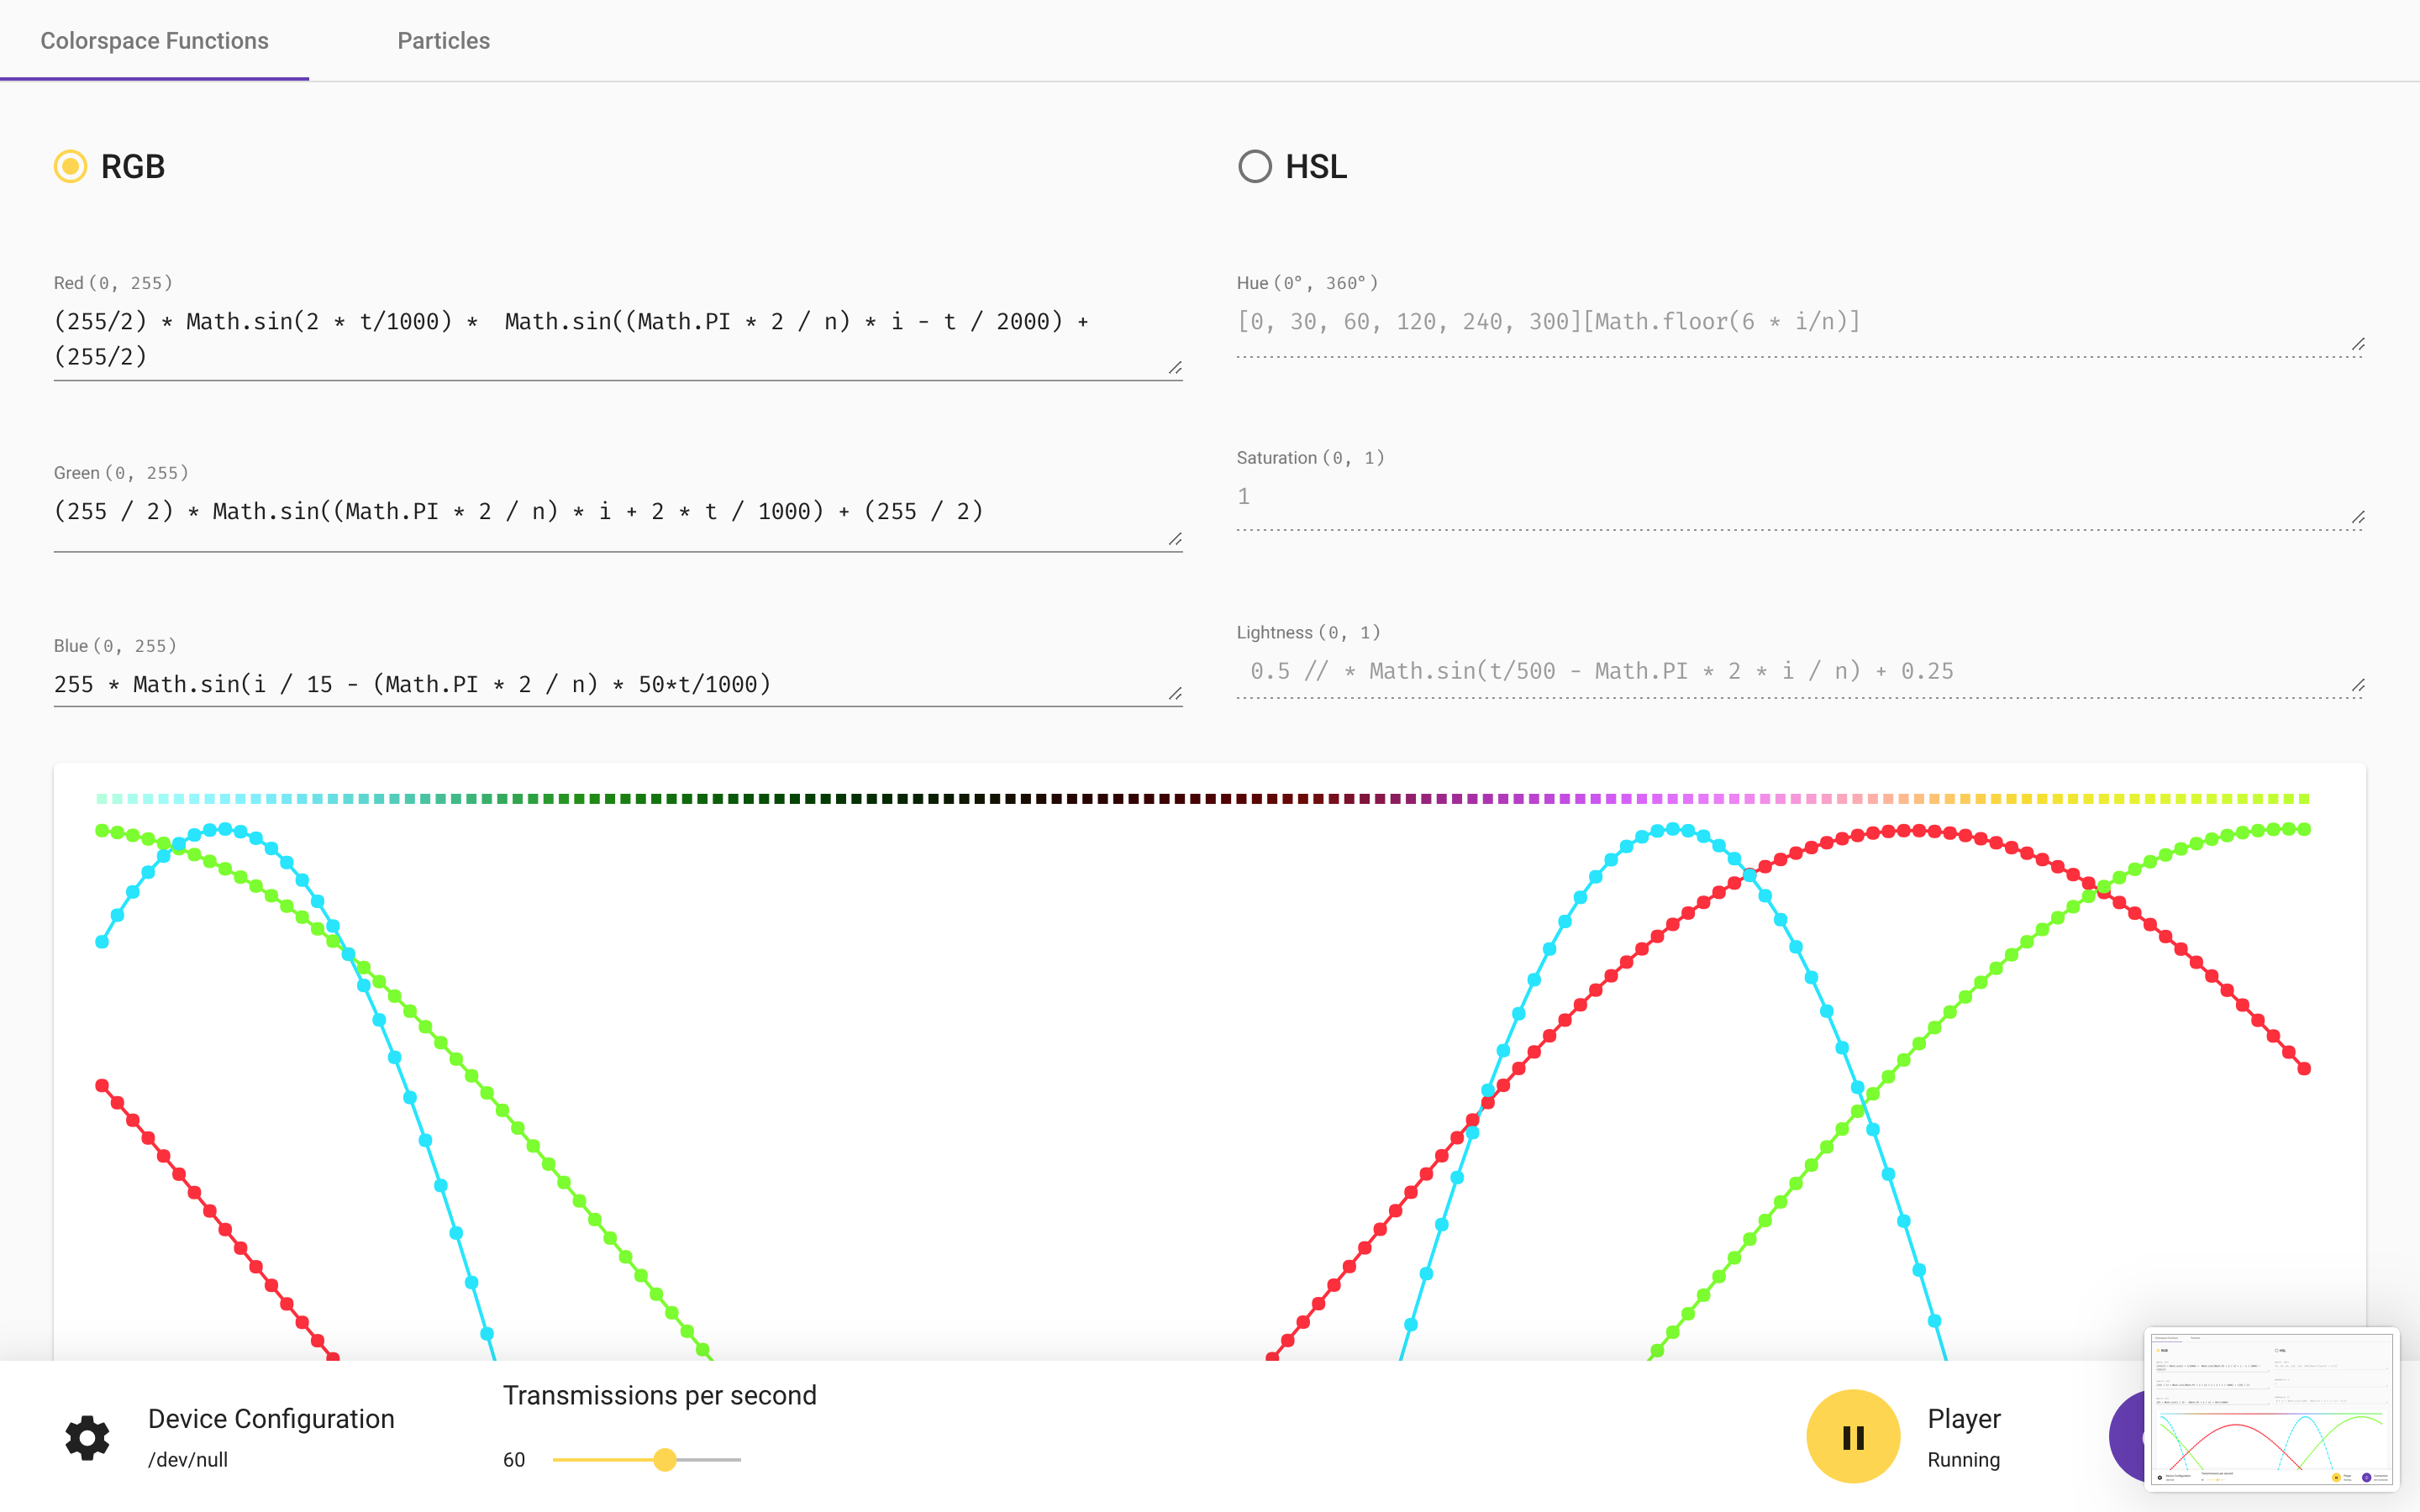 Colorspace Functions
Particles
RGB
HSL
Red (0, 255)
(255/2) * Math.sin(2 * t/1000) *  Math.sin((Math.PI * 2 / n) * i - t / 2000) +
(255/2)
Hue (0°, 360°)
[0, 30, 60, 120, 240, 300][Math.floor(6 * i/n)]
Green (0, 255)
(255 / 2) * Math.sin((Math.PI * 2 / n) * i + 2 * t / 1000) + (255 / 2)
Saturation (0, 1)
1
Blue (0, 255)
255 * Math.sin(i / 15 - (Math.PI * 2 / n) * 50*t/1000)
Lightness (0, 1)
0.5 // * Math.sin(t/500 - Math.PI * 2 * i / n) + 0.25
Device Configuration
/dev/null
Transmissions per second
60
Player
Running